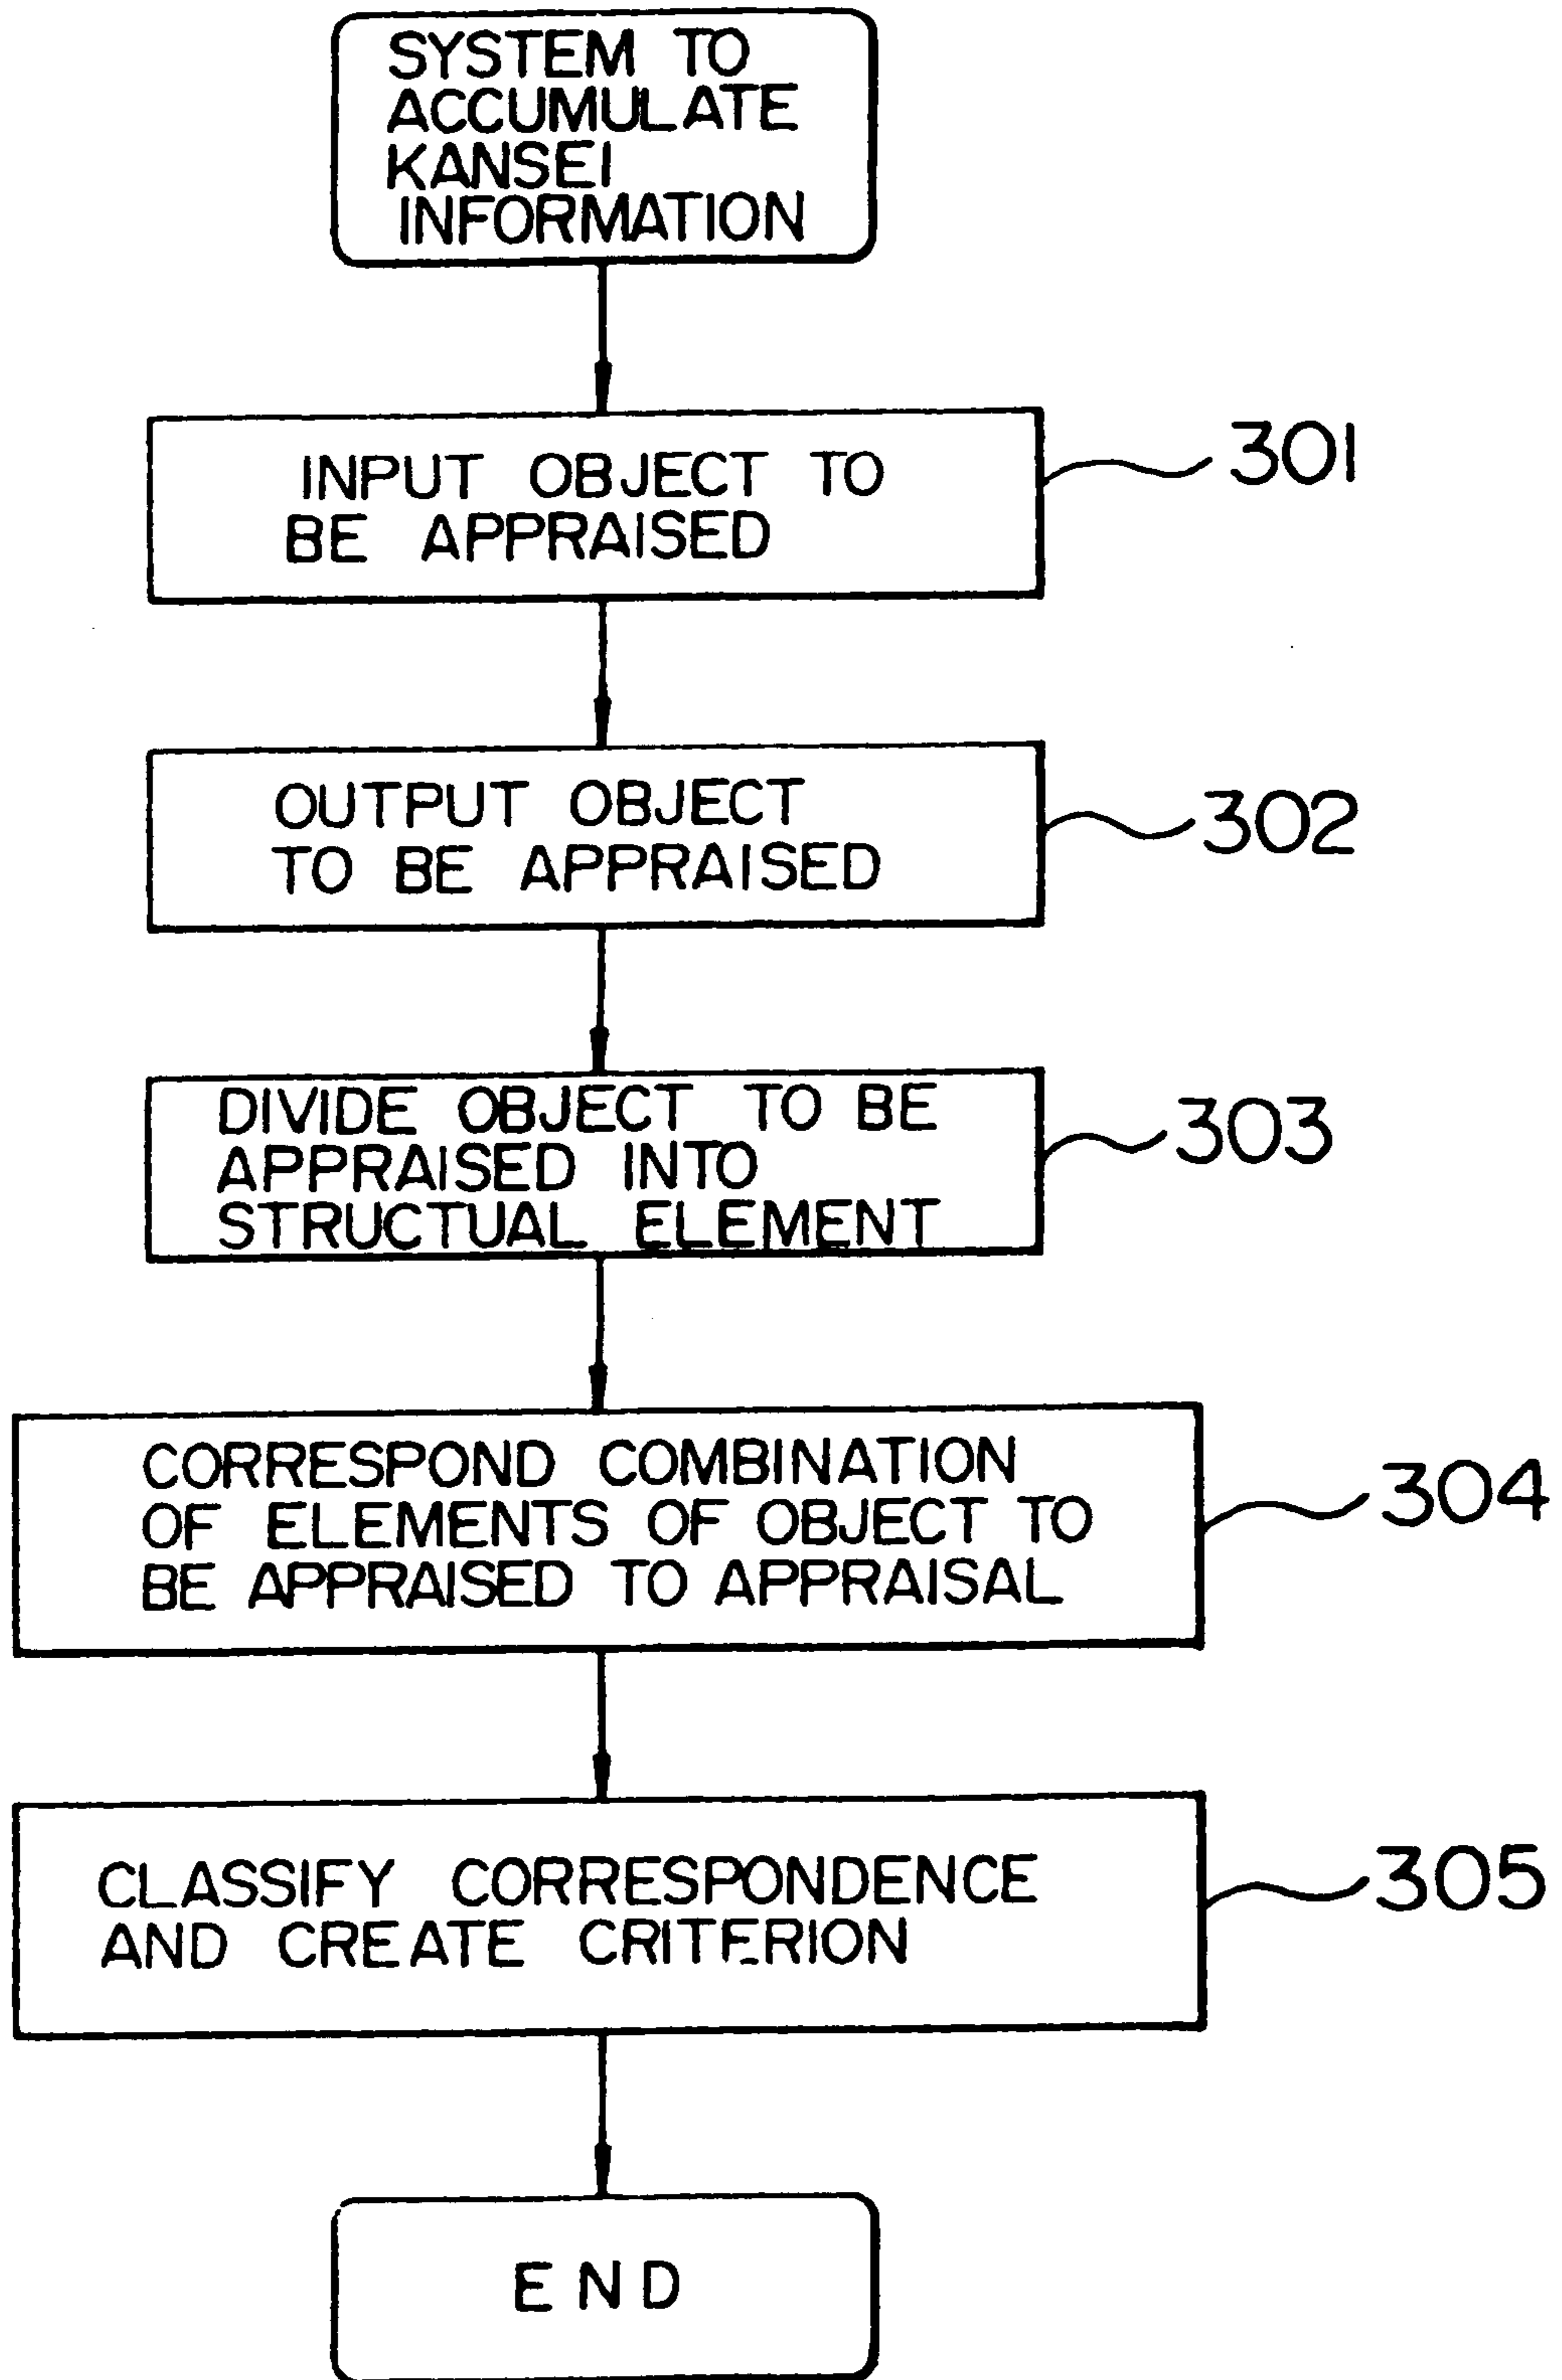 SYSTEM TO
ACCUMULATE
KANSEI
INFORMATION
INPUT OBJECT TO
BE APPRAISED
301
OUTPUT OBJECT
TO BE APPRAISED
302
DIVIDE OBJECT TO BE
APPRAISED INTO
STRUCTUAL ELEMENT
303
CORRESPOND COMBINATION
OF ELEMENTS OF OBJECT TO
BE APPRAISED TO APPRAISAL
304
CLASSIFY CORRESPONDENCE
AND CREATE CRITERION
305
END